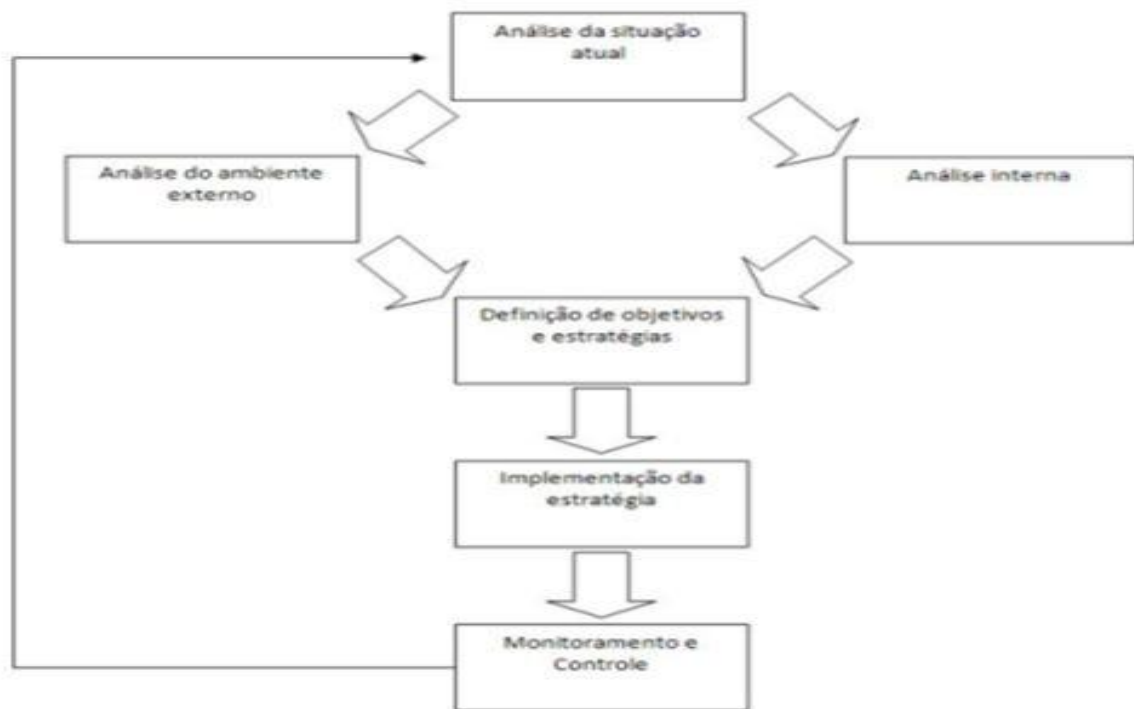 Análise da situação
atual
Análise do ambiente
externo
Análise interna
Definição de objetivos
e estratégias
Implementação da
estratégia
Monitoramento e
Controle